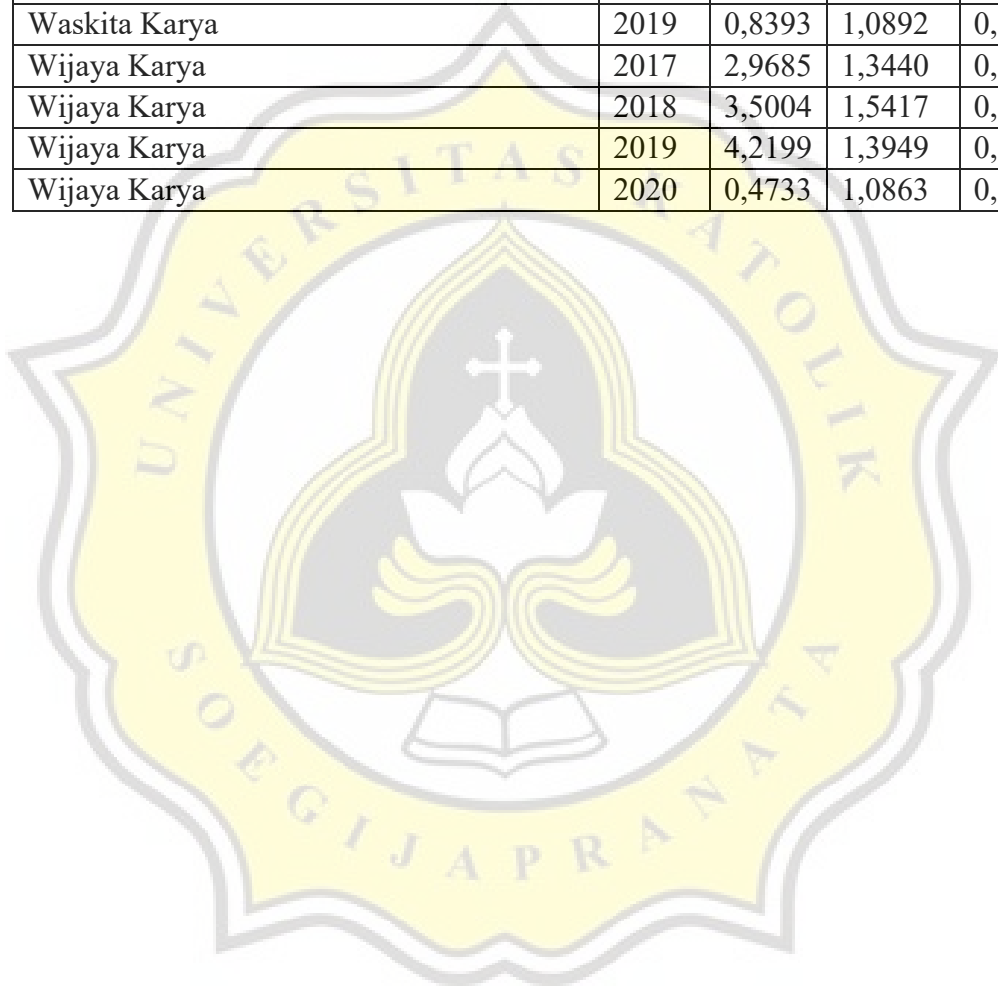 Waskita Karya 2019 0,8393 1,0892 0,
Wijaya Karya 2017 2,9685 1,3440 0,
Wijaya Karya 2018 3,5004 1,5417 0,
Wijaya Karya 2019 4,2199 1,3949 0,
Wijaya Karya 2020 0,4733 1,0863 0,
UNIVERSITAS KATOLIK
SOEGIJAPRANATA